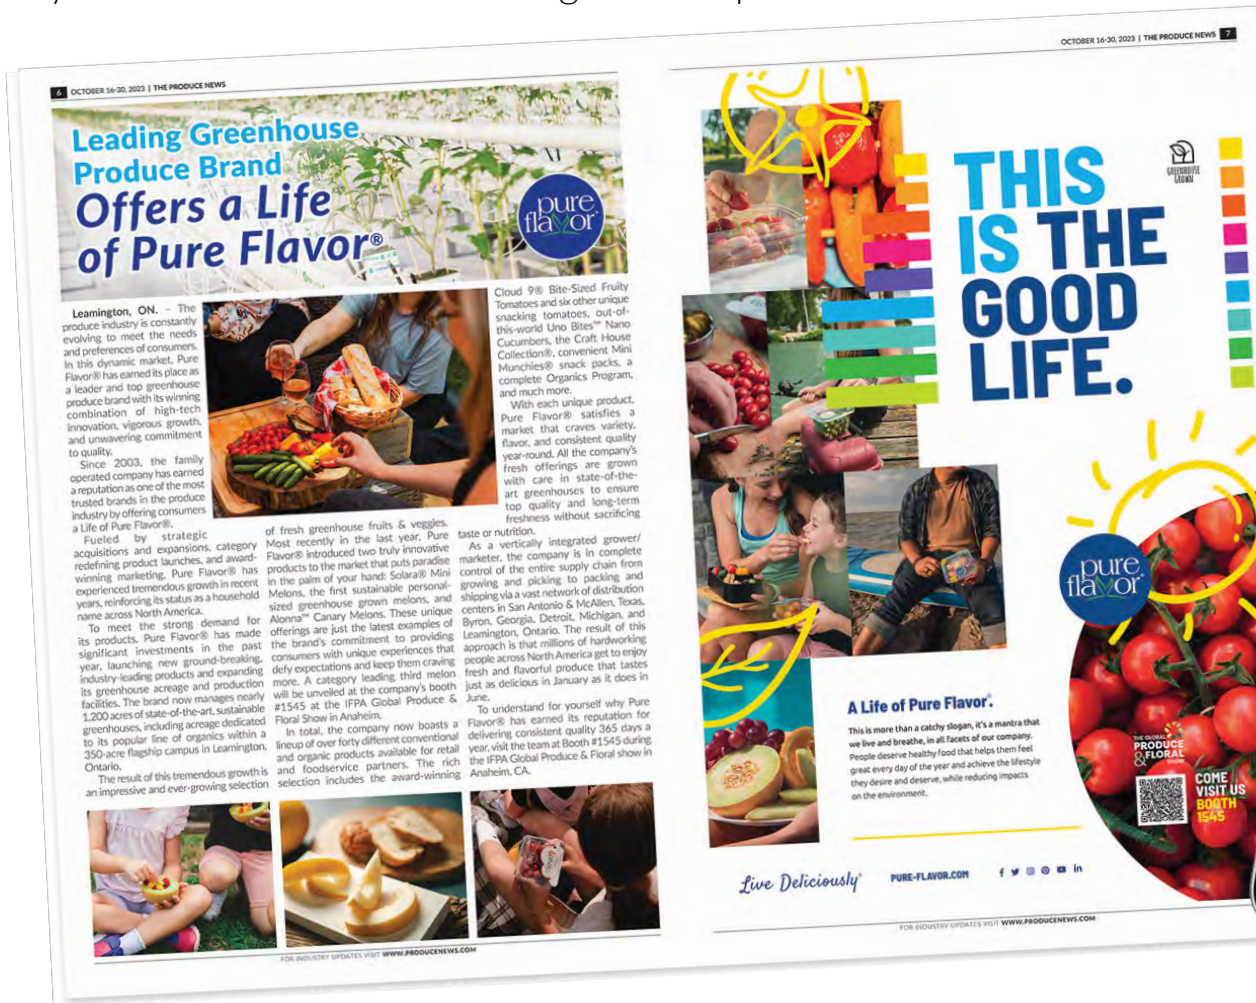 6 OCTOBER 16-30, 2023 | THE PRODUCE NEWS
Leading Greenhouse
Produce Brand
Offers a Life
of Pure Flavor®
pure
flavor®
Leamington, ON. – The
produce industry is constantly
evolving to meet the needs
and preferences of consumers.
In this dynamic market, Pure
Flavor® has earned its place as
a leader and top greenhouse
produce brand with its winning
combination of high-tech
innovation, vigorous growth,
and unwavering commitment
to quality.
Since 2003, the family
operated company has earned
a reputation as one of the most
trusted brands in the produce
industry by offering consumers
a Life of Pure Flavor®.
Fueled by strategic
acquisitions and expansions, category
redefining product launches, and award-
winning marketing, Pure Flavor® has
experienced tremendous growth in recent
years, reinforcing its status as a household
name across North America.
To meet the strong demand for
its products, Pure Flavor® has made
significant investments in the past
year, launching new ground-breaking,
industry-leading products and expanding
its greenhouse acreage and production
facilities. The brand now manages nearly
1,200 acres of state-of-the-art, sustainable
greenhouses, including acreage dedicated
to its popular line of organics within a
350-acre flagship campus in Leamington,
Ontario.
The result of this tremendous growth is
an impressive and ever-growing selection
of fresh greenhouse fruits & veggies.
Most recently in the last year, Pure
Flavor® introduced two truly innovative
products to the market that puts paradise
in the palm of your hand: Solara® Mini
Melons, the first sustainable personal-
sized greenhouse grown melons, and
Alonna™ Canary Melons. These unique
offerings are just the latest examples of
the brand's commitment to providing
consumers with unique experiences that
defy expectations and keep them craving
more. A category leading third melon
will be unveiled at the company's booth
#1545 at the IFPA Global Produce &
Floral Show in Anaheim.
In total, the company now boasts a
lineup of over forty different conventional
and organic products available for retail
and foodservice partners. The rich
selection includes the award-winning
Cloud 9® Bite-Sized Fruity
Tomatoes and six other unique
snacking tomatoes, out-of-
this-world Uno Bites™ Nano
Cucumbers, the Craft House
Collection®, convenient Mini
Munchies® snack packs, a
complete Organics Program,
and much more.
With each unique product,
Pure Flavor® satisfies a
market that craves variety,
flavor, and consistent quality
year-round. All the company's
fresh offerings are grown
with care in state-of-the-
art greenhouses to ensure
top quality and long-term
freshness without sacrificing
taste or nutrition.
As a vertically integrated grower/
marketer, the company is in complete
control of the entire supply chain from
growing and picking to packing and
shipping via a vast network of distribution
centers in San Antonio & McAllen, Texas,
Byron, Georgia, Detroit, Michigan, and
Leamington, Ontario. The result of this
approach is that millions of hardworking
people across North America get to enjoy
fresh and flavorful produce that tastes
just as delicious in January as it does in
June.
To understand for yourself why Pure
Flavor® has earned its reputation for
delivering consistent quality 365 days a
year, visit the team at Booth #1545 during
the IFPA Global Produce & Floral show in
Anaheim, CA.
FOR INDUSTRY UPDATES VISIT WWW.PRODUCENEWS.COM
OCTOBER 16-30, 2023 | THE PRODUCE NEWS 7
THIS
IS THE
GOOD
LIFE.
GREENHOUSE
GROWN
pure
flavor®
A Life of Pure Flavor®.
This is more than a catchy slogan, it's a mantra that
we live and breathe, in all facets of our company.
People deserve healthy food that helps them feel
great every day of the year and achieve the lifestyle
they desire and deserve, while reducing impacts
on the environment.
THE GLOBAL
PRODUCE
& FLORAL
SHOW
COME
VISIT US
BOOTH
1545
Live Deliciously®
PURE-FLAVOR.COM
FOR INDUSTRY UPDATES VISIT WWW.PRODUCENEWS.COM